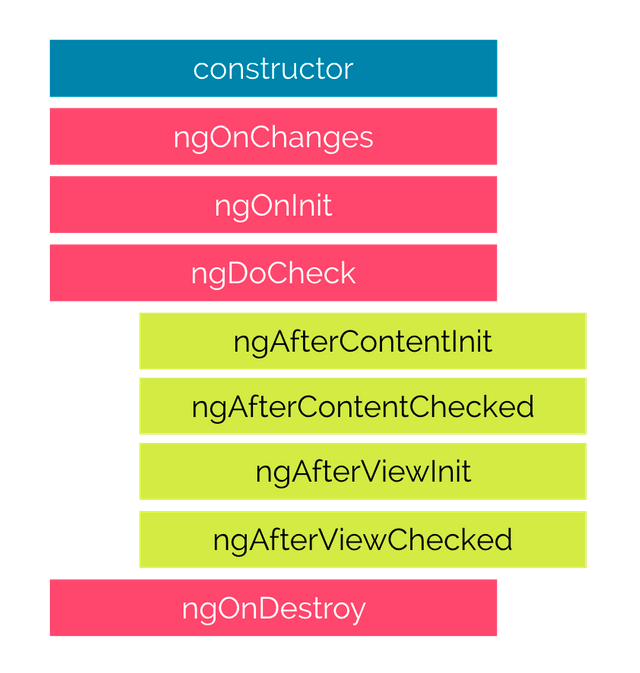 constructor
ngOnChanges
ngOnInit
ngDoCheck
ngAfterContentInit
ngAfterContentChecked
ngAfterViewInit
ngAfterViewChecked
ngOnDestroy